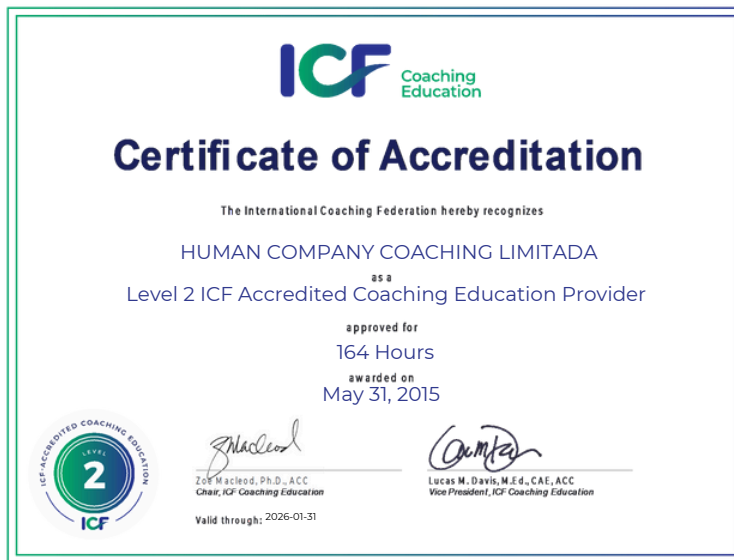 ICF Coaching Education
Certificate of Accreditation
The International Coaching Federation hereby recognizes
HUMAN COMPANY COACHING LIMITADA
as a
Level 2 ICF Accredited Coaching Education Provider
approved for
164 Hours
awarded on
May 31, 2015
ICF-ACCREDITED COACHING EDUCATION
LEVEL
2
ICF
ZMacleod
Zoe Macleod, Ph.D., ACC
Chair, ICF Coaching Education
Lucas M. Davis, M.Ed., CAE, ACC
Vice President, ICF Coaching Education
Valid through: 2026-01-31